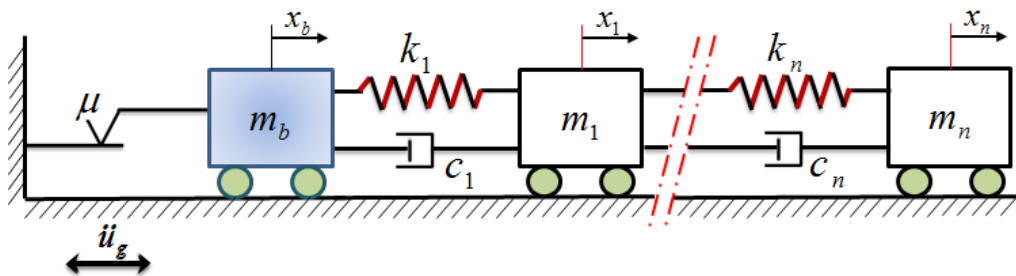 x_b x_1 x_n
k_1 k_n
μ m_b m_1 m_n
c_1 c_n
ü_g